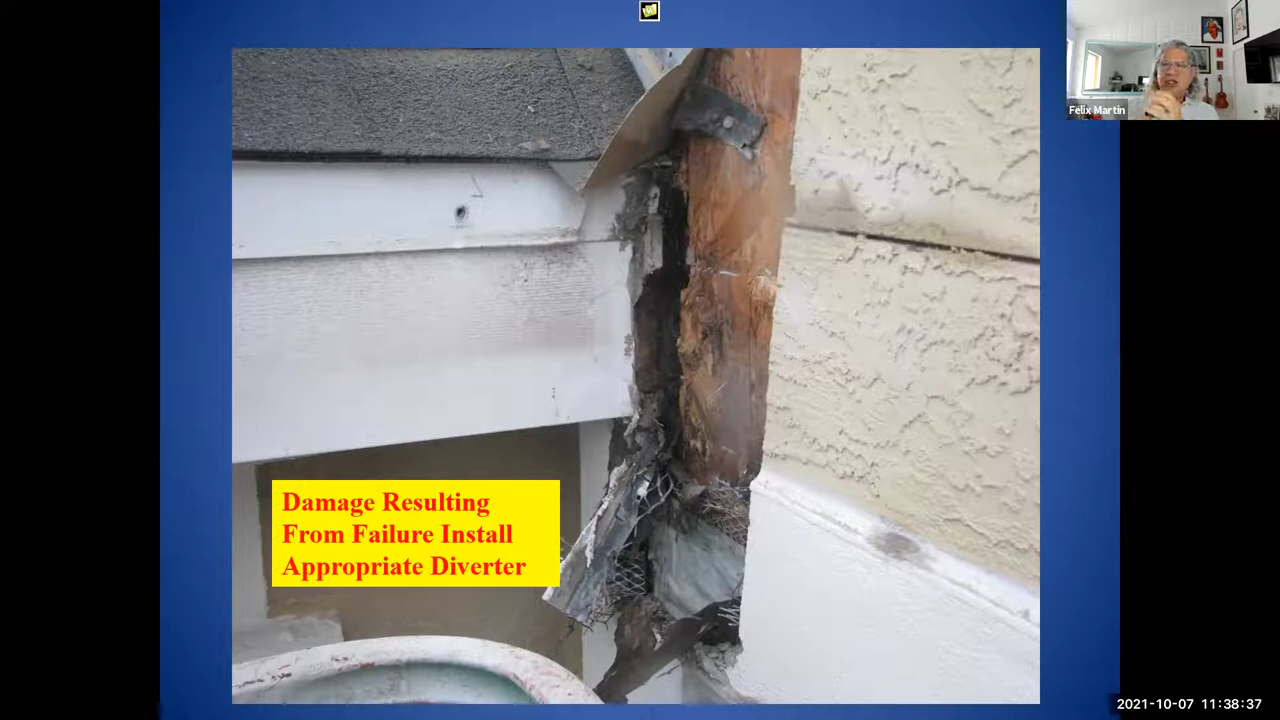 Felix Martin
Damage Resulting
From Failure Install
Appropriate Diverter
2021-10-07 11:38:37